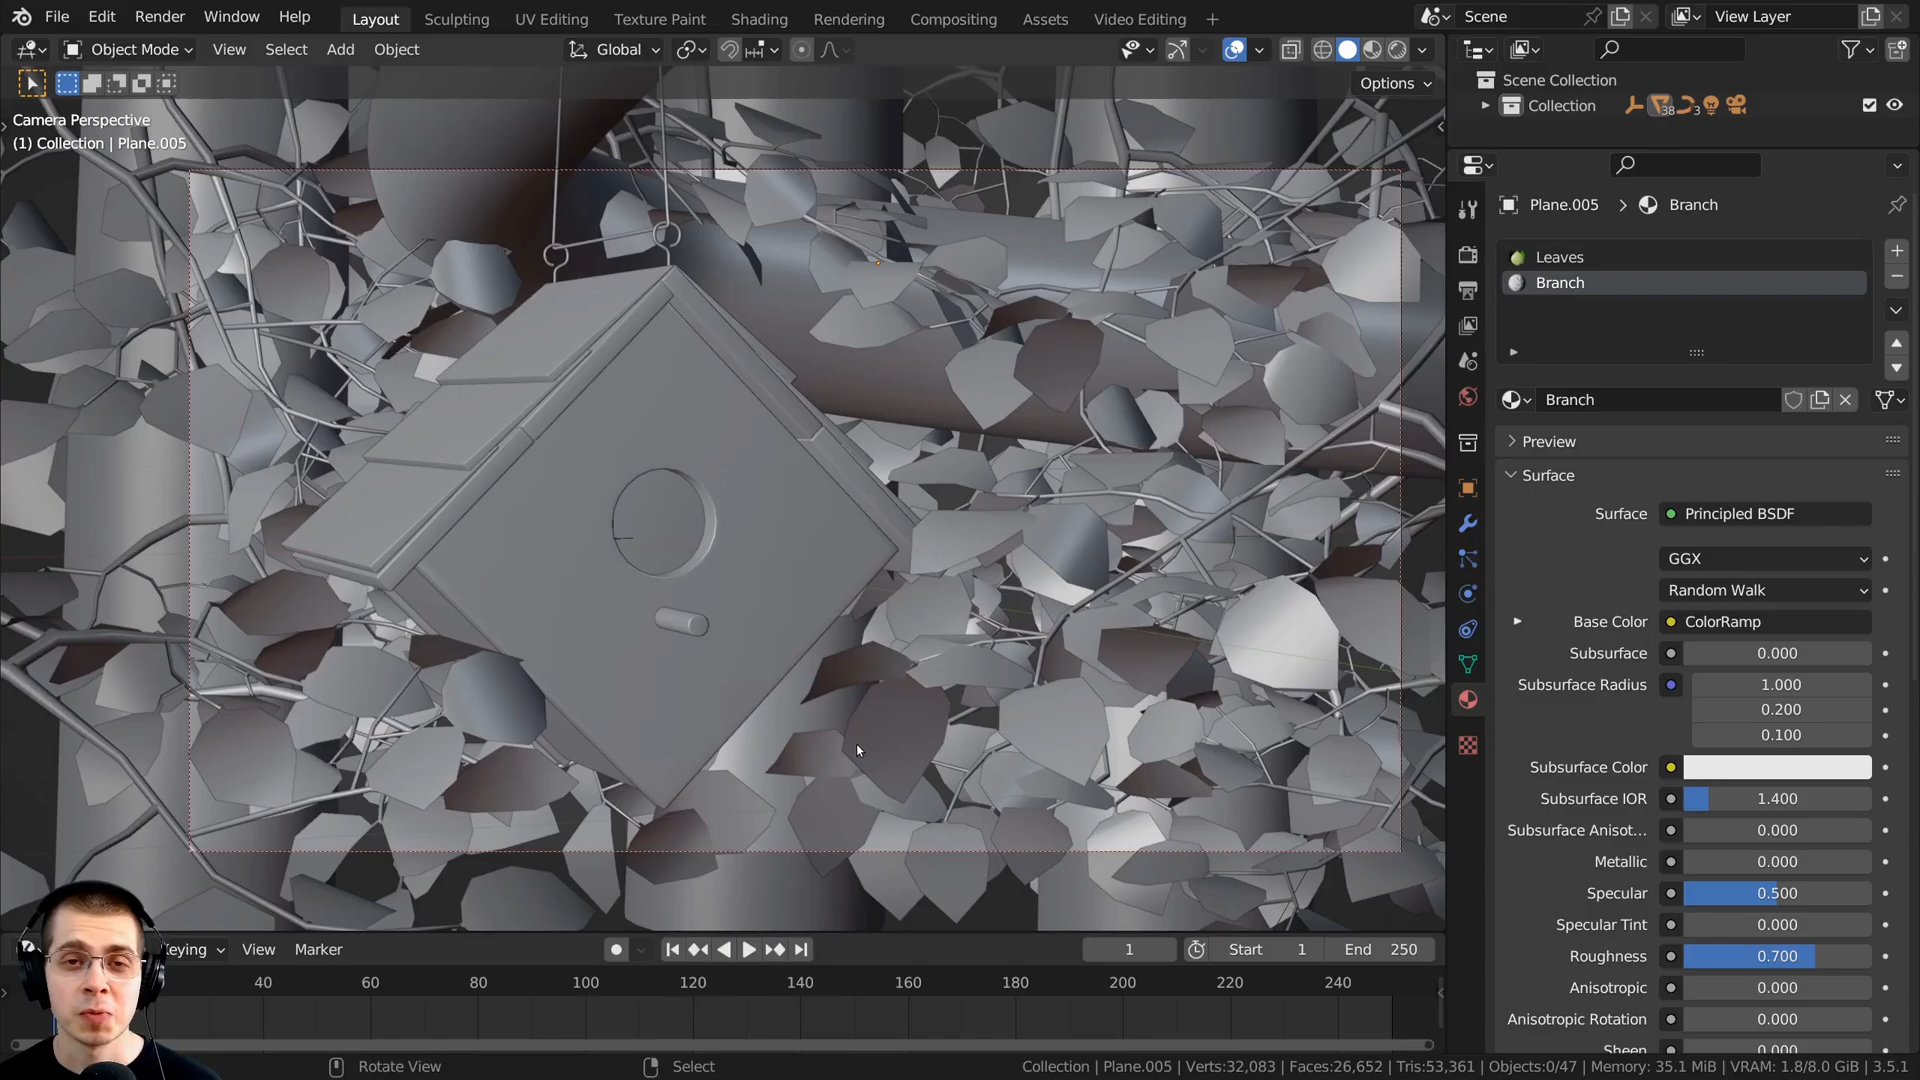 File Edit Render Window Help Layout Sculpting UV Editing Texture Paint Shading Rendering Compositing Assets Video Editing + Scene View Layer
Object Mode View Select Add Object Global
Options
Camera Perspective
(1) Collection | Plane.005
Scene Collection
Collection 38 3
Plane.005 > Branch
Leaves
Branch
Branch
Preview
Surface
Surface Principled BSDF
GGX
Random Walk
Base Color ColorRamp
Subsurface 0.000
Subsurface Radius 1.000
0.200
0.100
Subsurface Color
Subsurface IOR 1.400
Subsurface Anisot... 0.000
Metallic 0.000
Specular 0.500
Specular Tint 0.000
Roughness 0.700
Anisotropic 0.000
Anisotropic Rotation 0.000
Sheen 0.000
View Marker 1 Start 1 End 250
40 60 80 100 120 140 160 180 200 220 240
Rotate View Select Collection | Plane.005 | Verts:32,083 | Faces:26,652 | Tris:53,361 | Objects:0/47 | Memory: 35.1 MiB | VRAM: 1.8/8.0 GiB | 3.5.1